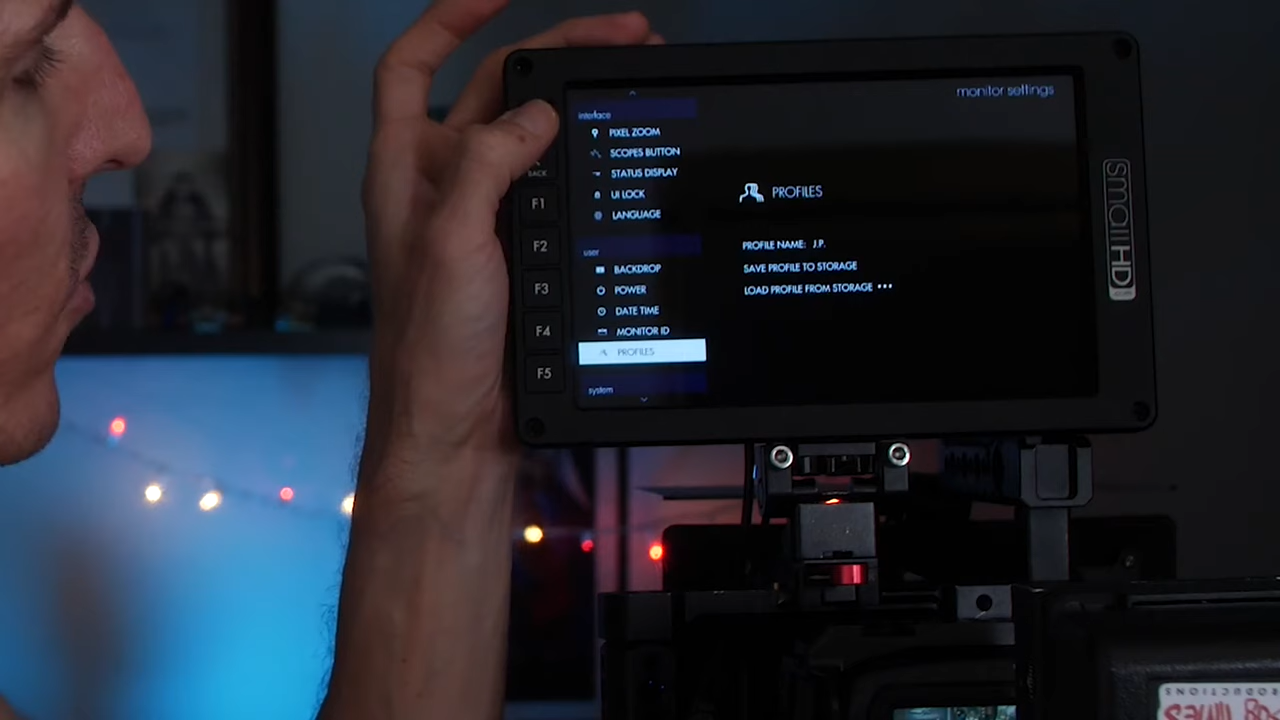 monitor settings
interface
PIXEL ZOOM
SCOPES BUTTON
STATUS DISPLAY
UI LOCK
LANGUAGE
user
BACKDROP
POWER
DATE TIME
MONITOR ID
PROFILES
system
PROFILES
PROFILE NAME: J.P.
SAVE PROFILE TO STORAGE
LOAD PROFILE FROM STORAGE •••
BACK
F1
F2
F3
F4
F5
smallHD